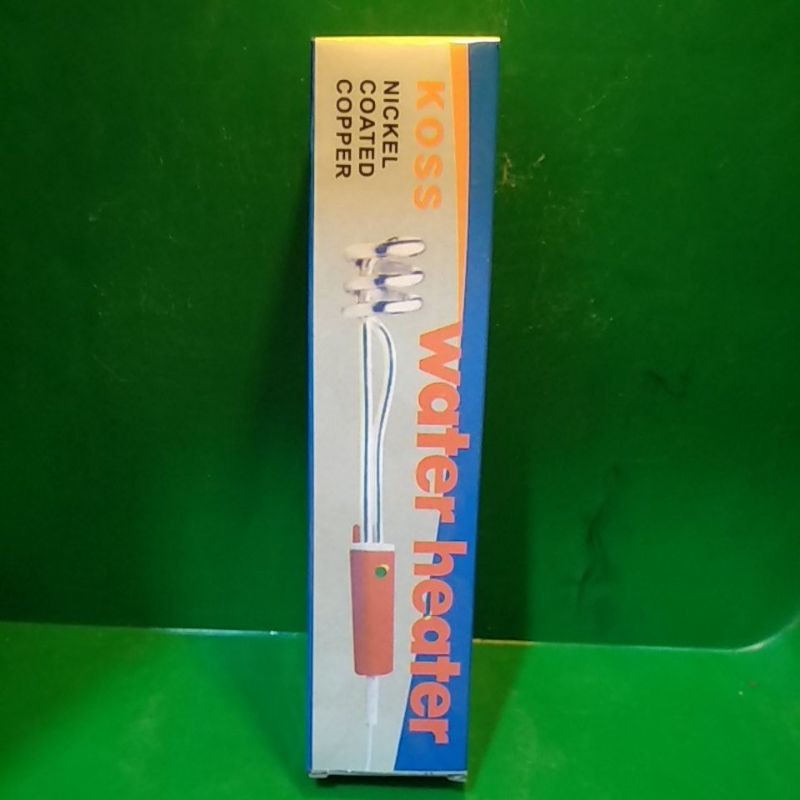 KOSS
NICKEL
COATED
COPPER
Water heater